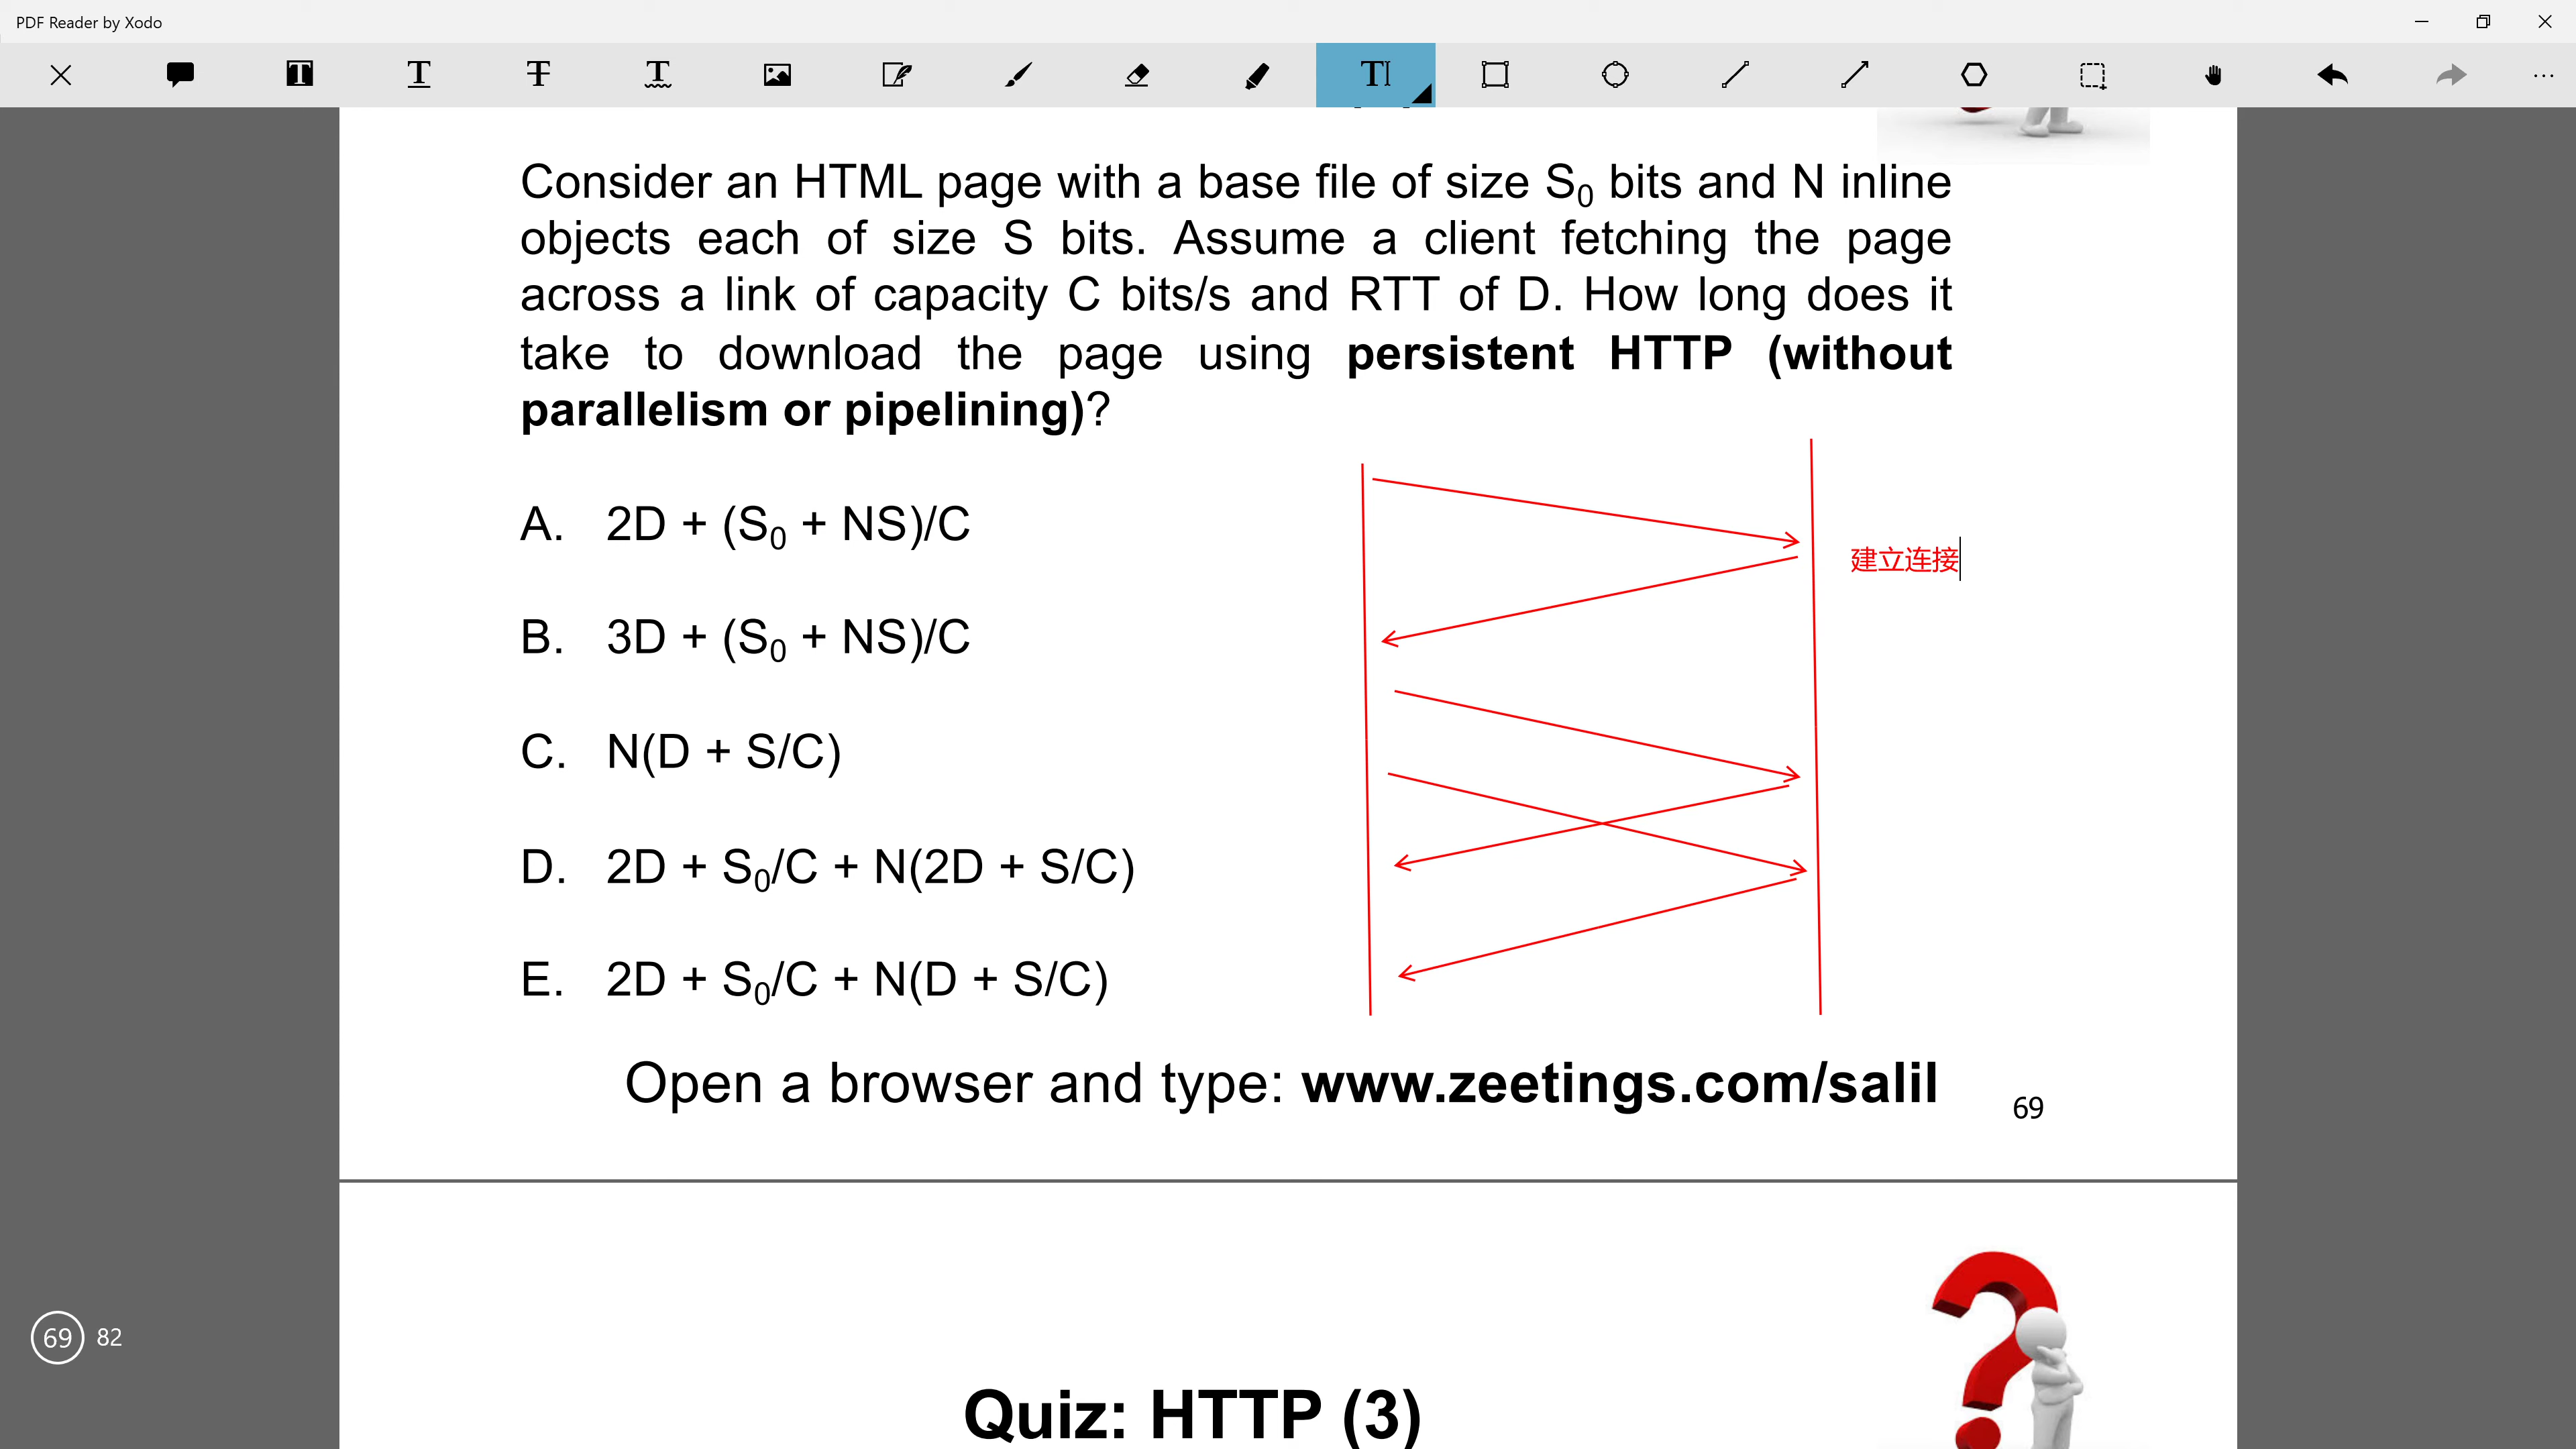 PDF Reader by Xodo
Consider an HTML page with a base file of size S₀ bits and N inline
objects each of size S bits. Assume a client fetching the page
across a link of capacity C bits/s and RTT of D. How long does it
take to download the page using persistent HTTP (without
parallelism or pipelining)?
A. 2D + (S₀ + NS)/C
建立连接
B. 3D + (S₀ + NS)/C
C. N(D + S/C)
D. 2D + S₀/C + N(2D + S/C)
E. 2D + S₀/C + N(D + S/C)
Open a browser and type: www.zeetings.com/salil
69
69 82
Quiz: HTTP (3)